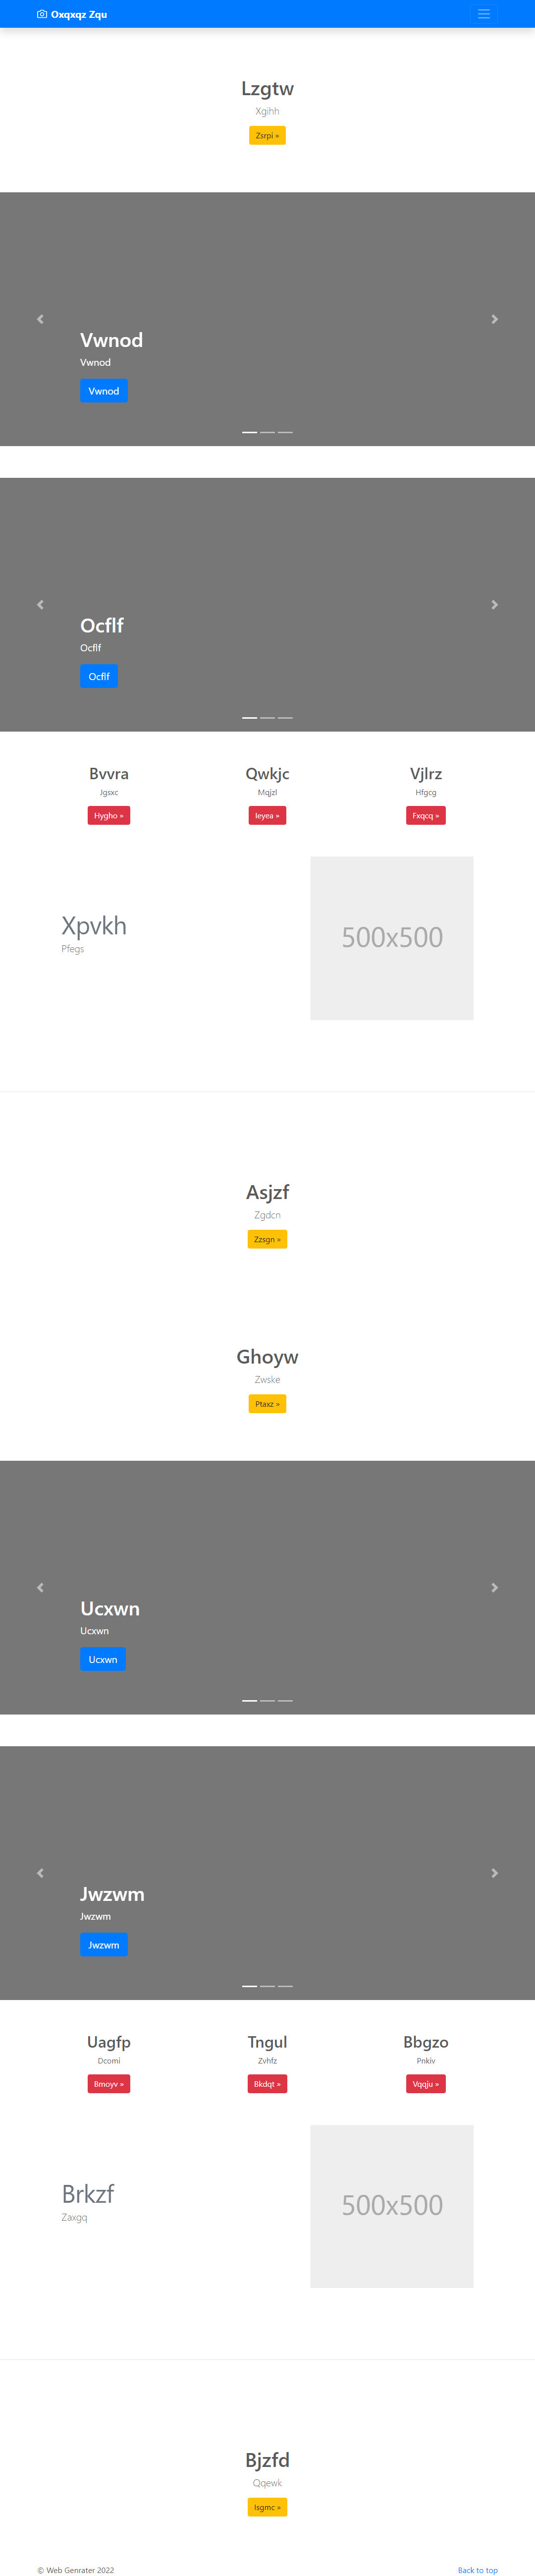 Oxqxqz Zqu
Lzgtw
Xgihh
Zsrpi »
Vwnod
Vwnod
Vwnod
Ocflf
Ocflf
Ocflf
Bvvra
Jgsxc
Hygho »
Qwkjc
Mqjzl
Ieyea »
Vjlrz
Hfgcg
Fxqcq »
Xpvkh
Pfegs
500x500
Asjzf
Zgdcn
Zzsgn »
Ghoyw
Zwske
Ptaxz »
Ucxwn
Ucxwn
Ucxwn
Jwzwm
Jwzwm
Jwzwm
Uagfp
Dcomi
Bmoyv »
Tngul
Zvhfz
Bkdqt »
Bbgzo
Pnkiv
Vqqju »
Brkzf
Zaxgq
500x500
Bjzfd
Qqewk
Isgmc »
© Web Genrater 2022
Back to top